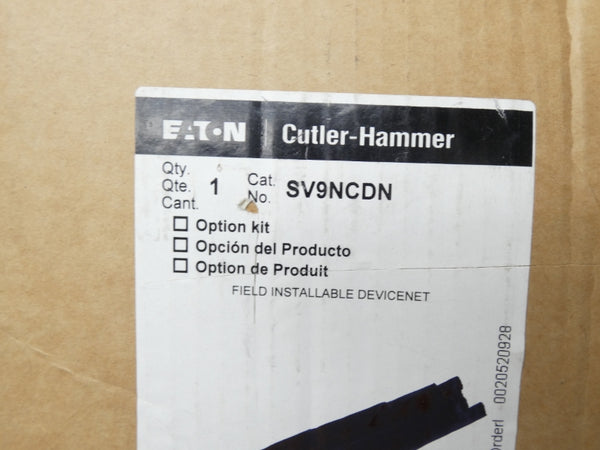 EATON Cutler-Hammer
Qty.
Qte. 1 Cat. No. SV9NCDN
Cant.
Option kit
Opción del Producto
Option de Produit
FIELD INSTALLABLE DEVICENET
0020520928